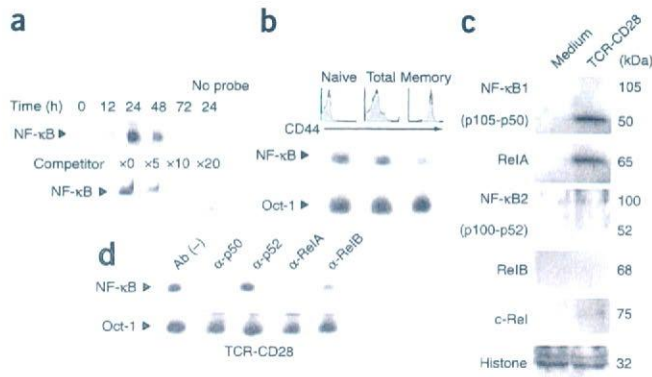 a
No probe
Time (h) 0 12 24 48 72 24
NF-κB
Competitor ×0 ×5 ×10 ×20
NF-κB
b
Naive Total Memory
CD44
NF-κB
Oct-1
c
Medium TCR-CD28 (kDa)
NF-κB1 105
(p105-p50) 50
RelA 65
NF-κB2 100
(p100-p52) 52
RelB 68
c-Rel 75
Histone 32
d
Ab (–) α-p50 α-p52 α-RelA α-RelB
NF-κB
Oct-1
TCR-CD28